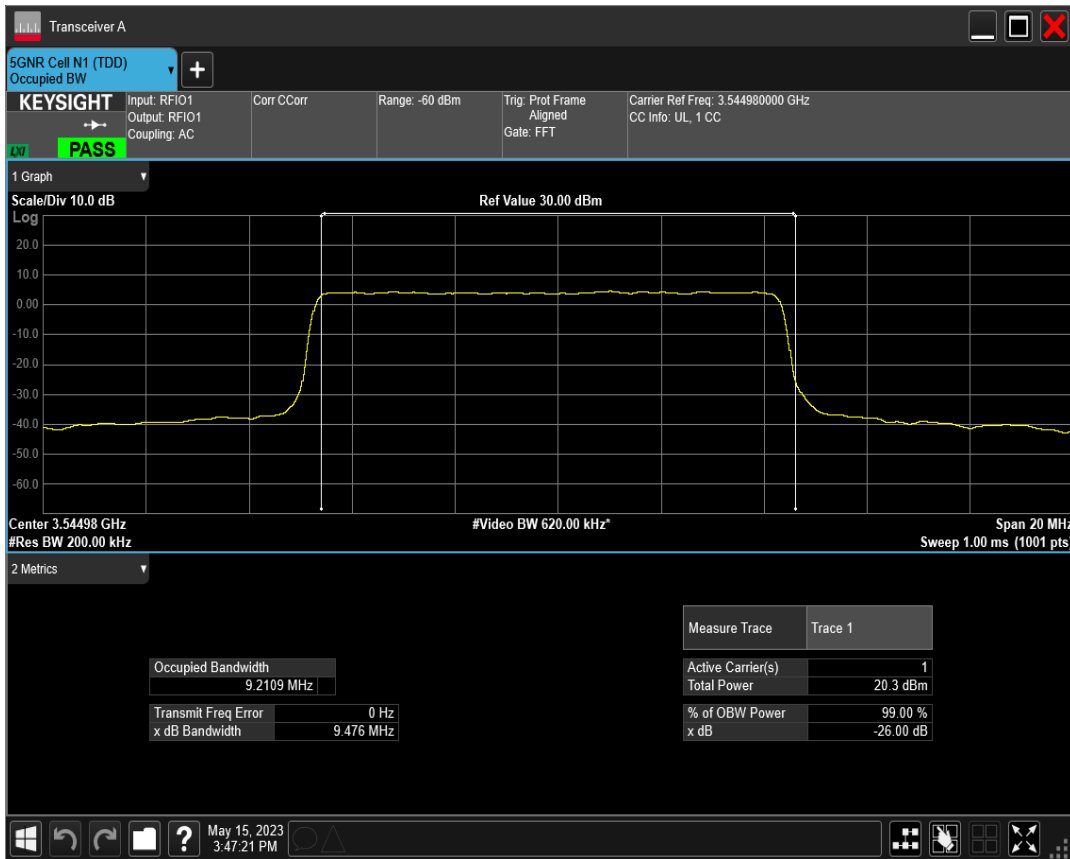 Transceiver A
5GNR Cell N1 (TDD)
Occupied BW
KEYSIGHT
LXI
PASS
Input: RFIO1
Output: RFIO1
Coupling: AC
Corr CCorr
Range: -60 dBm
Trig: Prot Frame
Aligned
Gate: FFT
Carrier Ref Freq: 3.544980000 GHz
CC Info: UL, 1 CC
1 Graph
Scale/Div 10.0 dB
Ref Value 30.00 dBm
Log
20.0
10.0
0.00
-10.0
-20.0
-30.0
-40.0
-50.0
-60.0
Center 3.54498 GHz
#Video BW 620.00 kHz*
Span 20 MHz
#Res BW 200.00 kHz
Sweep 1.00 ms (1001 pts)
2 Metrics
Measure Trace Trace 1
Occupied Bandwidth
9.2109 MHz
Active Carrier(s) 1
Total Power 20.3 dBm
Transmit Freq Error 0 Hz
x dB Bandwidth 9.476 MHz
% of OBW Power 99.00 %
x dB -26.00 dB
?
May 15, 2023
3:47:21 PM